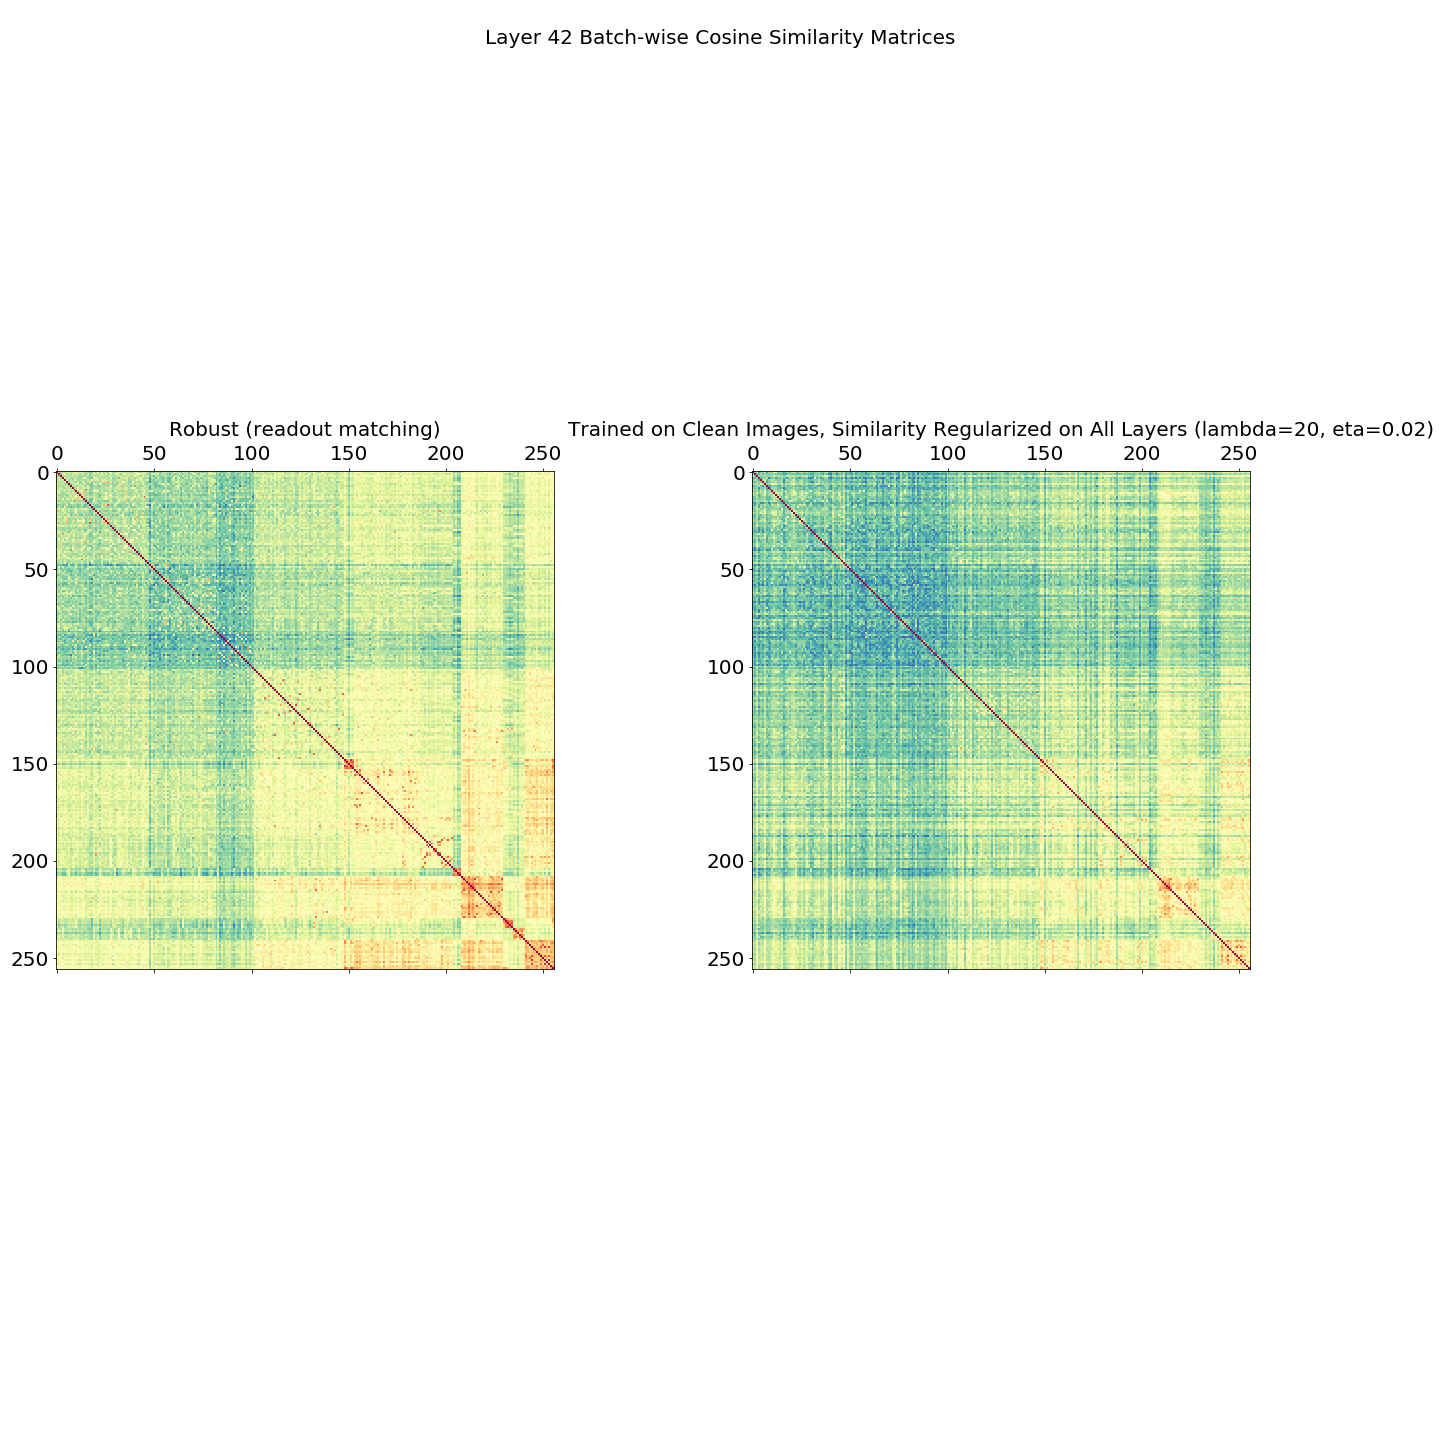 Layer 42 Batch-wise Cosine Similarity Matrices
Robust (readout matching)
0 50 100 150 200 250
0
50
100
150
200
250
Trained on Clean Images, Similarity Regularized on All Layers (lambda=20, eta=0.02)
0 50 100 150 200 250
0
50
100
150
200
250